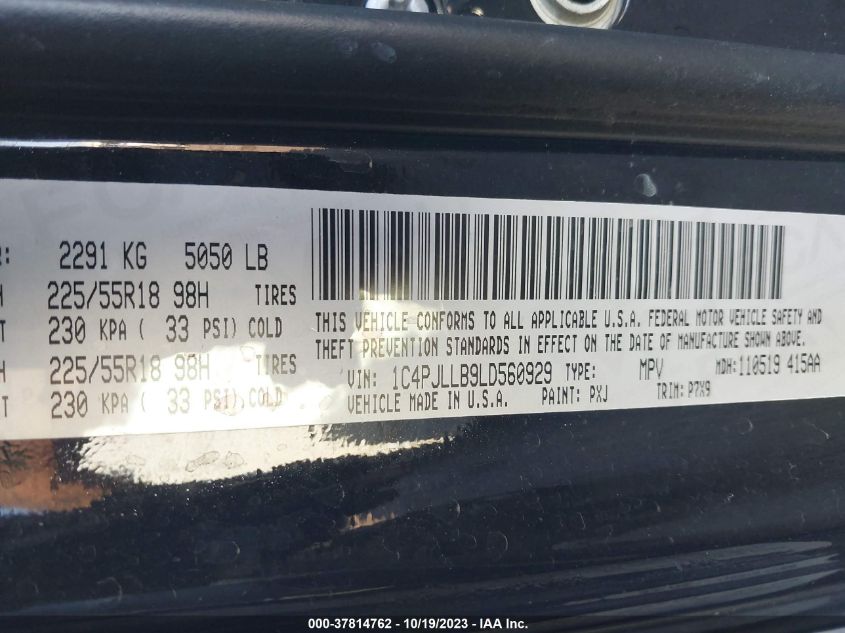 2291 KG 5050 LB
225/55R18 98H TIRES
230 KPA ( 33 PSI) COLD
225/55R18 98H TIRES
230 KPA ( 33 PSI) COLD
THIS VEHICLE CONFORMS TO ALL APPLICABLE U.S.A. FEDERAL MOTOR VEHICLE SAFETY AND
THEFT PREVENTION STANDARDS IN EFFECT ON THE DATE OF MANUFACTURE SHOWN ABOVE.
VIN: 1C4PJLLB9LD560929 TYPE: MPV MDH: 110519 415AA
VEHICLE MADE IN U.S.A. PAINT: PXJ TRIM: P7X9
000-37814762 - 10/19/2023 - IAA Inc.